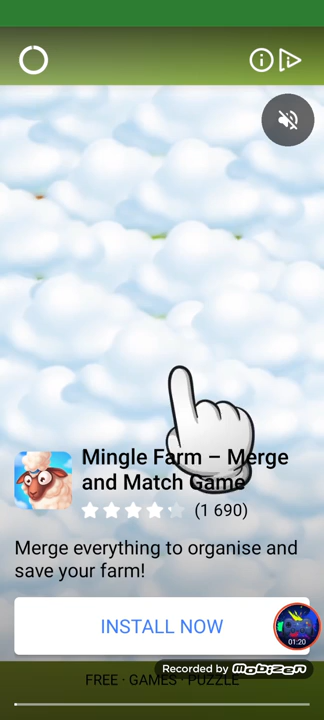 Mingle Farm – Merge
and Match Game
(1 690)
Merge everything to organise and
save your farm!
INSTALL NOW
01:20
Recorded by mobizen
FREE · GAMES · PUZZLE